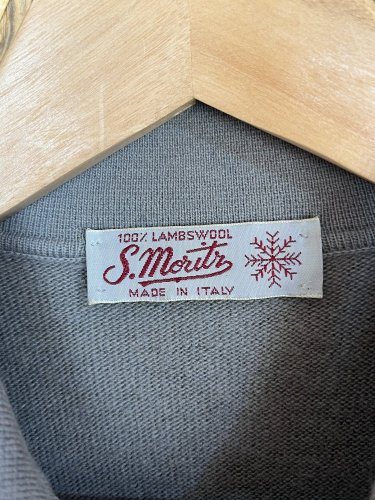 100% LAMBSWOOL
S. Moritz
MADE IN ITALY